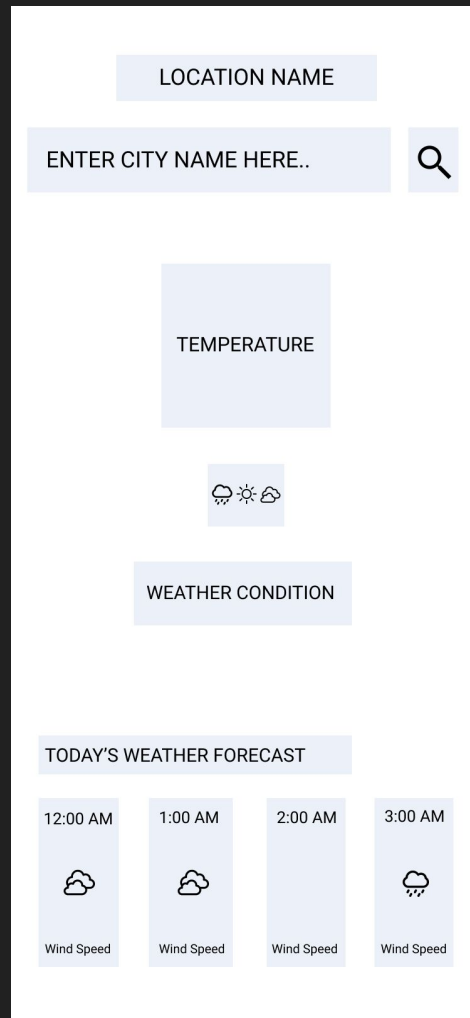 LOCATION NAME
ENTER CITY NAME HERE..
TEMPERATURE
WEATHER CONDITION
TODAY'S WEATHER FORECAST
12:00 AM
1:00 AM
2:00 AM
3:00 AM
Wind Speed
Wind Speed
Wind Speed
Wind Speed